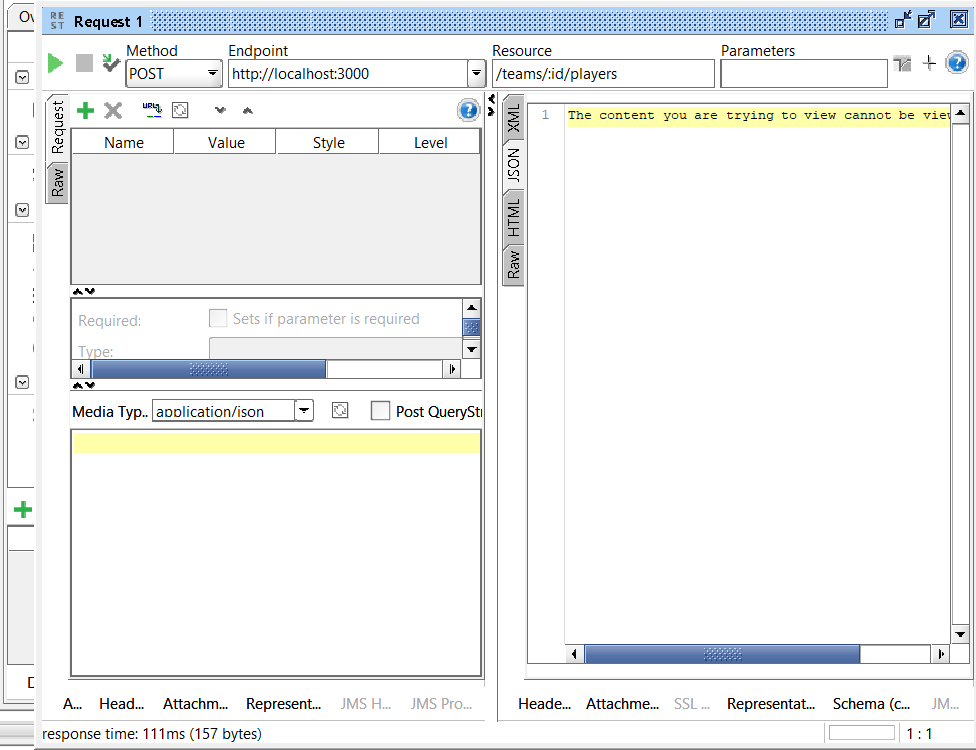 Ov
RE
ST
Request 1
Method
Endpoint
Resource
Parameters
POST
http://localhost:3000
/teams/:id/players
Request
Raw
URL
Name
Value
Style
Level
XML
JSON
HTML
Raw
1
The content you are trying to view cannot be view
Required:
Sets if parameter is required
Type:
Media Typ..
application/json
Post QueryStr
A...
Head...
Attachm...
Represent...
JMS H...
JMS Pro...
Heade...
Attachme...
SSL ...
Representat...
Schema (c...
JM...
D
response time: 111ms (157 bytes)
1 : 1